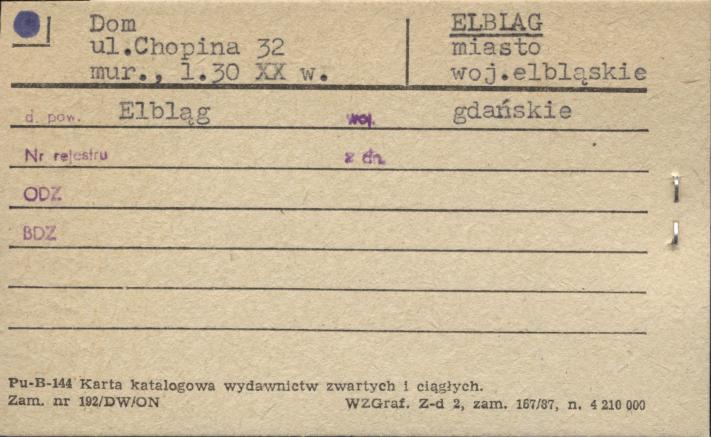 Dom
ul.Chopina 32
mur., l.30 XX w.
ELBLAG
miasto
woj.elbląskie
d. pow. Elbląg woj. gdańskie
Nr rejestru z dn.
ODZ
BDZ
Pu-B-144 Karta katalogowa wydawnictw zwartych i ciągłych.
Zam. nr 192/DW/ON WZGraf. Z-d 2, zam. 167/87, n. 4 210 000